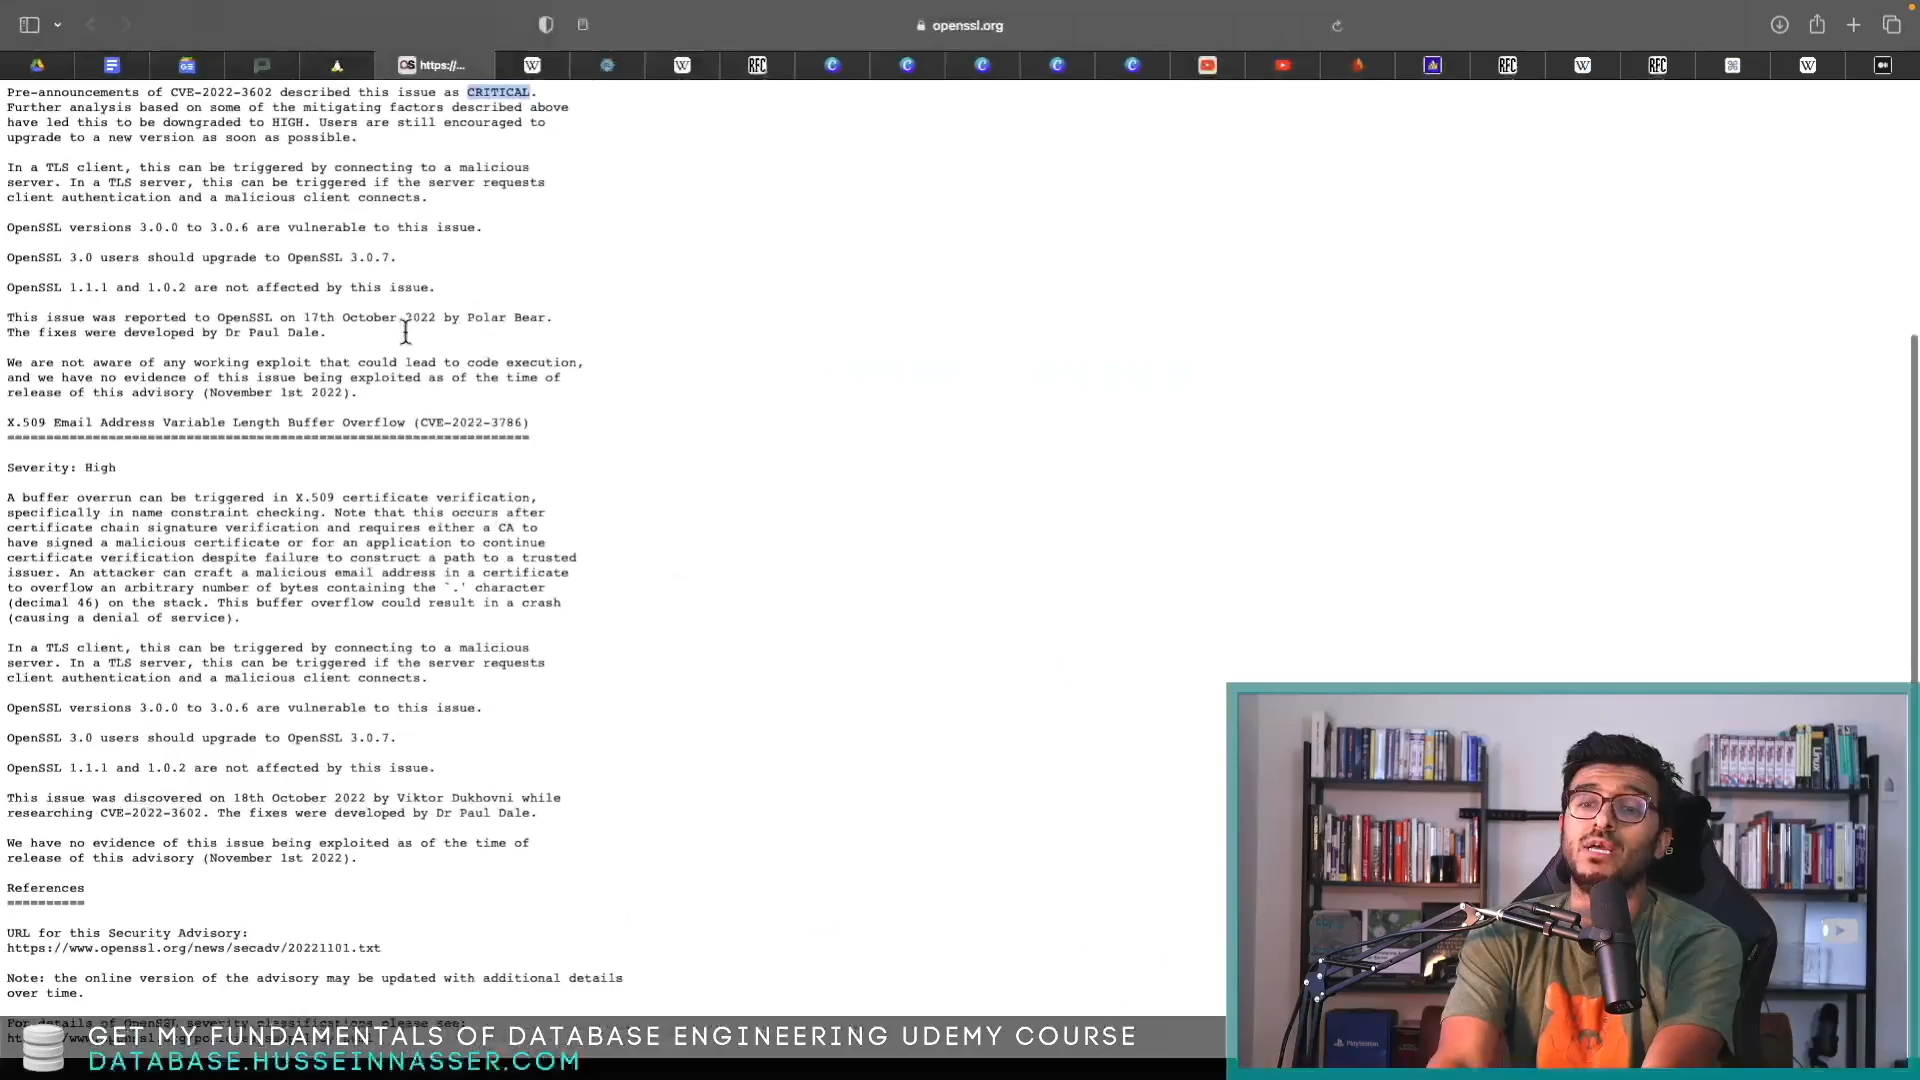 openssl.org
https://...
Pre-announcements of CVE-2022-3602 described this issue as CRITICAL.
Further analysis based on some of the mitigating factors described above
have led this to be downgraded to HIGH. Users are still encouraged to
upgrade to a new version as soon as possible.
In a TLS client, this can be triggered by connecting to a malicious
server. In a TLS server, this can be triggered if the server requests
client authentication and a malicious client connects.
OpenSSL versions 3.0.0 to 3.0.6 are vulnerable to this issue.
OpenSSL 3.0 users should upgrade to OpenSSL 3.0.7.
OpenSSL 1.1.1 and 1.0.2 are not affected by this issue.
This issue was reported to OpenSSL on 17th October 2022 by Polar Bear.
The fixes were developed by Dr Paul Dale.
We are not aware of any working exploit that could lead to code execution,
and we have no evidence of this issue being exploited as of the time of
release of this advisory (November 1st 2022).
X.509 Email Address Variable Length Buffer Overflow (CVE-2022-3786)
===================================================================
Severity: High
A buffer overrun can be triggered in X.509 certificate verification,
specifically in name constraint checking. Note that this occurs after
certificate chain signature verification and requires either a CA to
have signed a malicious certificate or for an application to continue
certificate verification despite failure to construct a path to a trusted
issuer. An attacker can craft a malicious email address in a certificate
to overflow an arbitrary number of bytes containing the `.' character
(decimal 46) on the stack. This buffer overflow could result in a crash
(causing a denial of service).
In a TLS client, this can be triggered by connecting to a malicious
server. In a TLS server, this can be triggered if the server requests
client authentication and a malicious client connects.
OpenSSL versions 3.0.0 to 3.0.6 are vulnerable to this issue.
OpenSSL 3.0 users should upgrade to OpenSSL 3.0.7.
OpenSSL 1.1.1 and 1.0.2 are not affected by this issue.
This issue was discovered on 18th October 2022 by Viktor Dukhovni while
researching CVE-2022-3602. The fixes were developed by Dr Paul Dale.
We have no evidence of this issue being exploited as of the time of
release of this advisory (November 1st 2022).
References
==========
URL for this Security Advisory:
https://www.openssl.org/news/secadv/20221101.txt
Note: the online version of the advisory may be updated with additional details
over time.
For details of OpenSSL severity classifications please see:
GET MY FUNDAMENTALS OF DATABASE ENGINEERING UDEMY COURSE
DATABASE.HUSSEINNASSER.COM
PlayStation